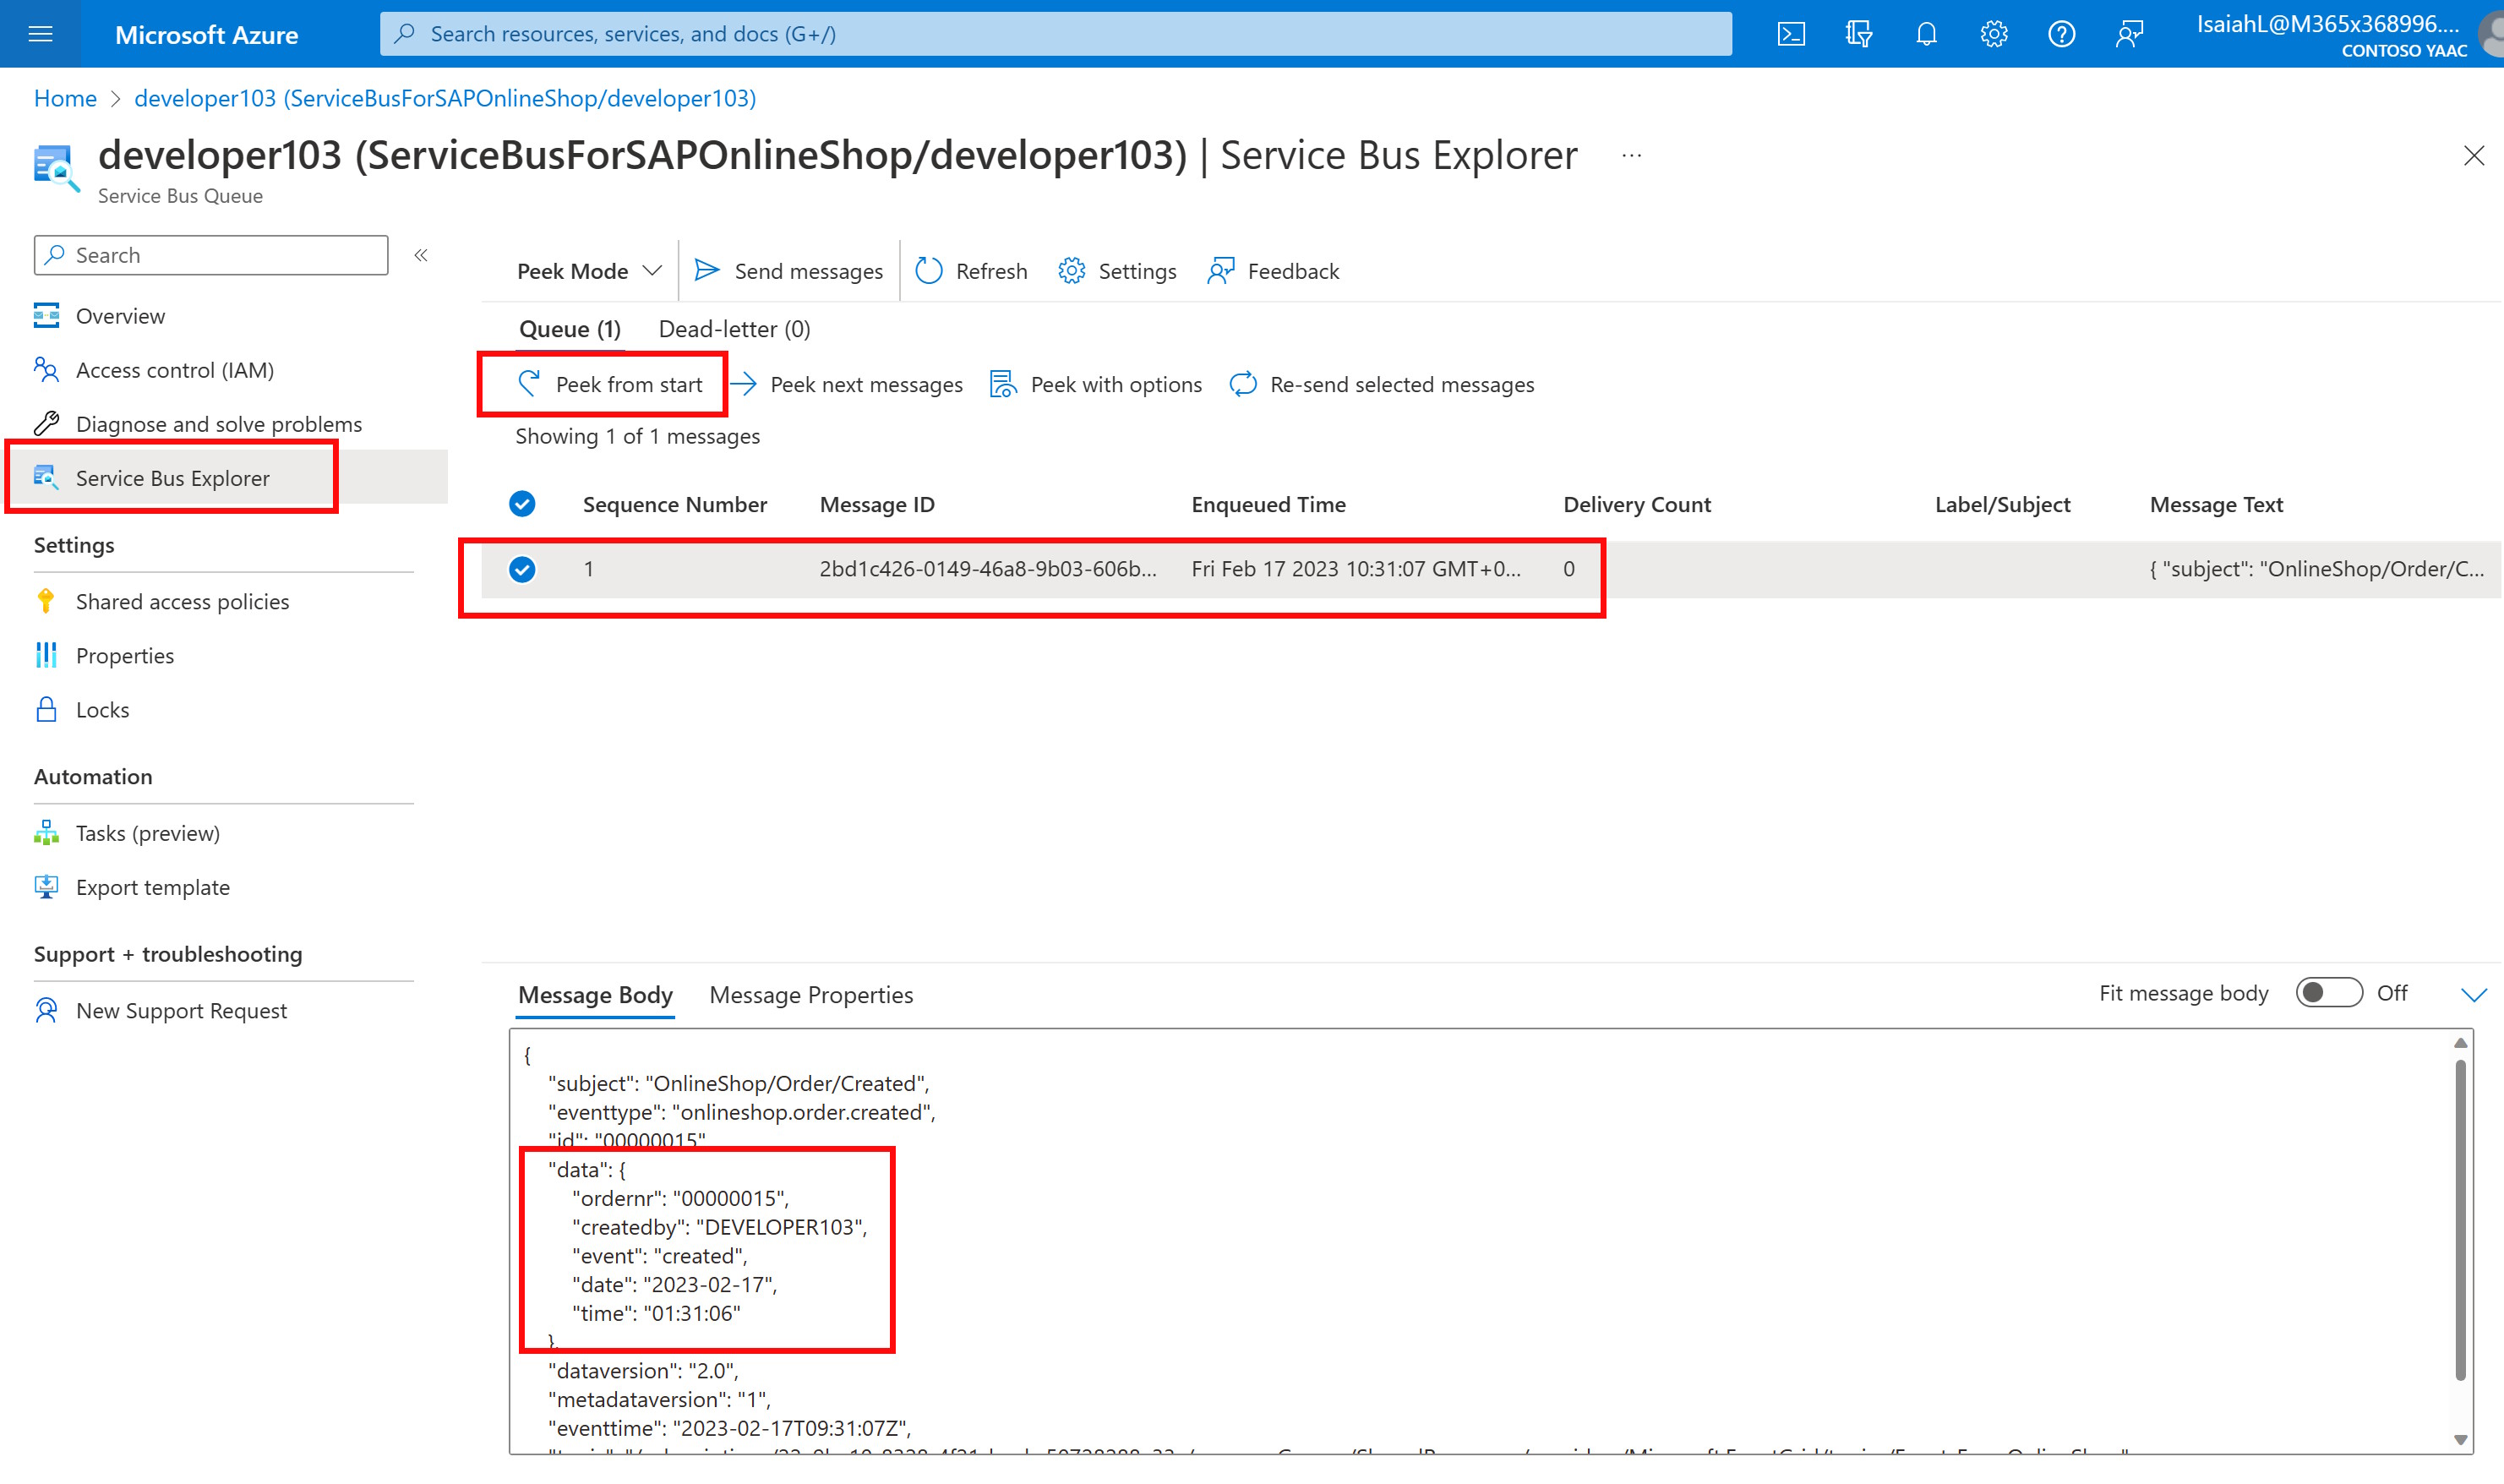 Microsoft Azure
Search resources, services, and docs (G+/)
IsaiahL@M365x368996....
CONTOSO YAAC
Home > developer103 (ServiceBusForSAPOnlineShop/developer103)
developer103 (ServiceBusForSAPOnlineShop/developer103) | Service Bus Explorer ...
Service Bus Queue
Search
«
Overview
Access control (IAM)
Diagnose and solve problems
Service Bus Explorer
Settings
Shared access policies
Properties
Locks
Automation
Tasks (preview)
Export template
Support + troubleshooting
New Support Request
Peek Mode Send messages Refresh Settings Feedback
Queue (1) Dead-letter (0)
Peek from start Peek next messages Peek with options Re-send selected messages
Showing 1 of 1 messages
Sequence Number Message ID Enqueued Time Delivery Count Label/Subject Message Text
1 2bd1c426-0149-46a8-9b03-606b... Fri Feb 17 2023 10:31:07 GMT+0... 0 { "subject": "OnlineShop/Order/C...
Message Body Message Properties
Fit message body Off
{
"subject": "OnlineShop/Order/Created",
"eventtype": "onlineshop.order.created",
"id": "00000015"
"data": {
"ordernr": "00000015",
"createdby": "DEVELOPER103",
"event": "created",
"date": "2023-02-17",
"time": "01:31:06"
},
"dataversion": "2.0",
"metadataversion": "1",
"eventtime": "2023-02-17T09:31:07Z",